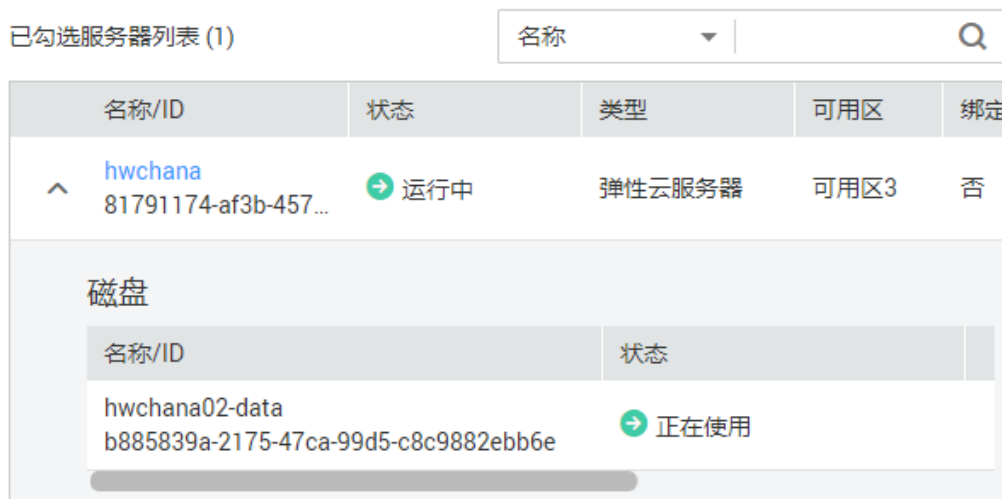 已勾选服务器列表 (1)
名称
名称/ID 状态 类型 可用区 绑定
hwchana
81791174-af3b-457...
运行中 弹性云服务器 可用区3 否
磁盘
名称/ID 状态
hwchana02-data
b885839a-2175-47ca-99d5-c8c9882ebb6e
正在使用